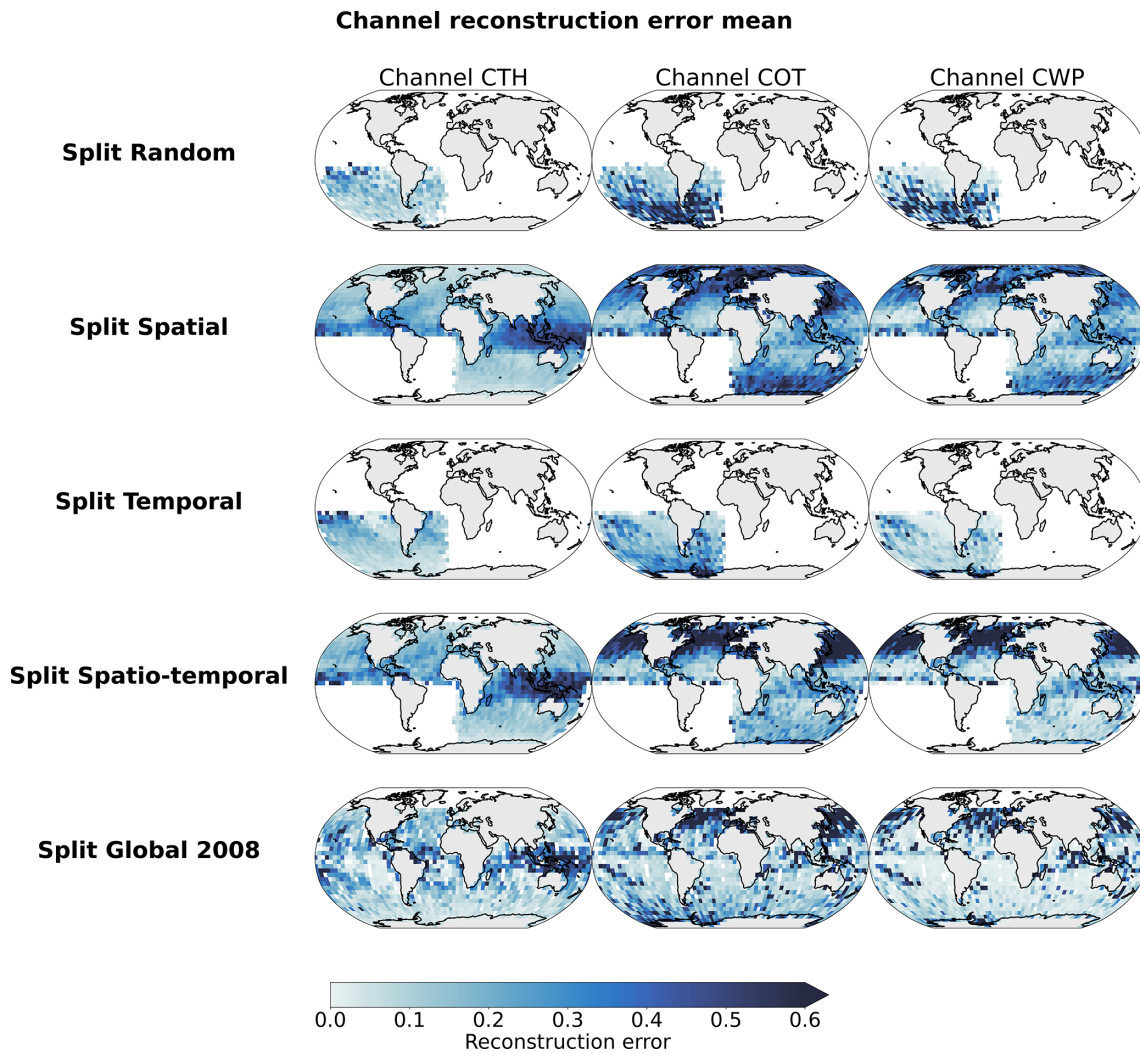 Channel reconstruction error mean
Channel CTH Channel COT Channel CWP
Split Random
Split Spatial
Split Temporal
Split Spatio-temporal
Split Global 2008
0.0 0.1 0.2 0.3 0.4 0.5 0.6
Reconstruction error